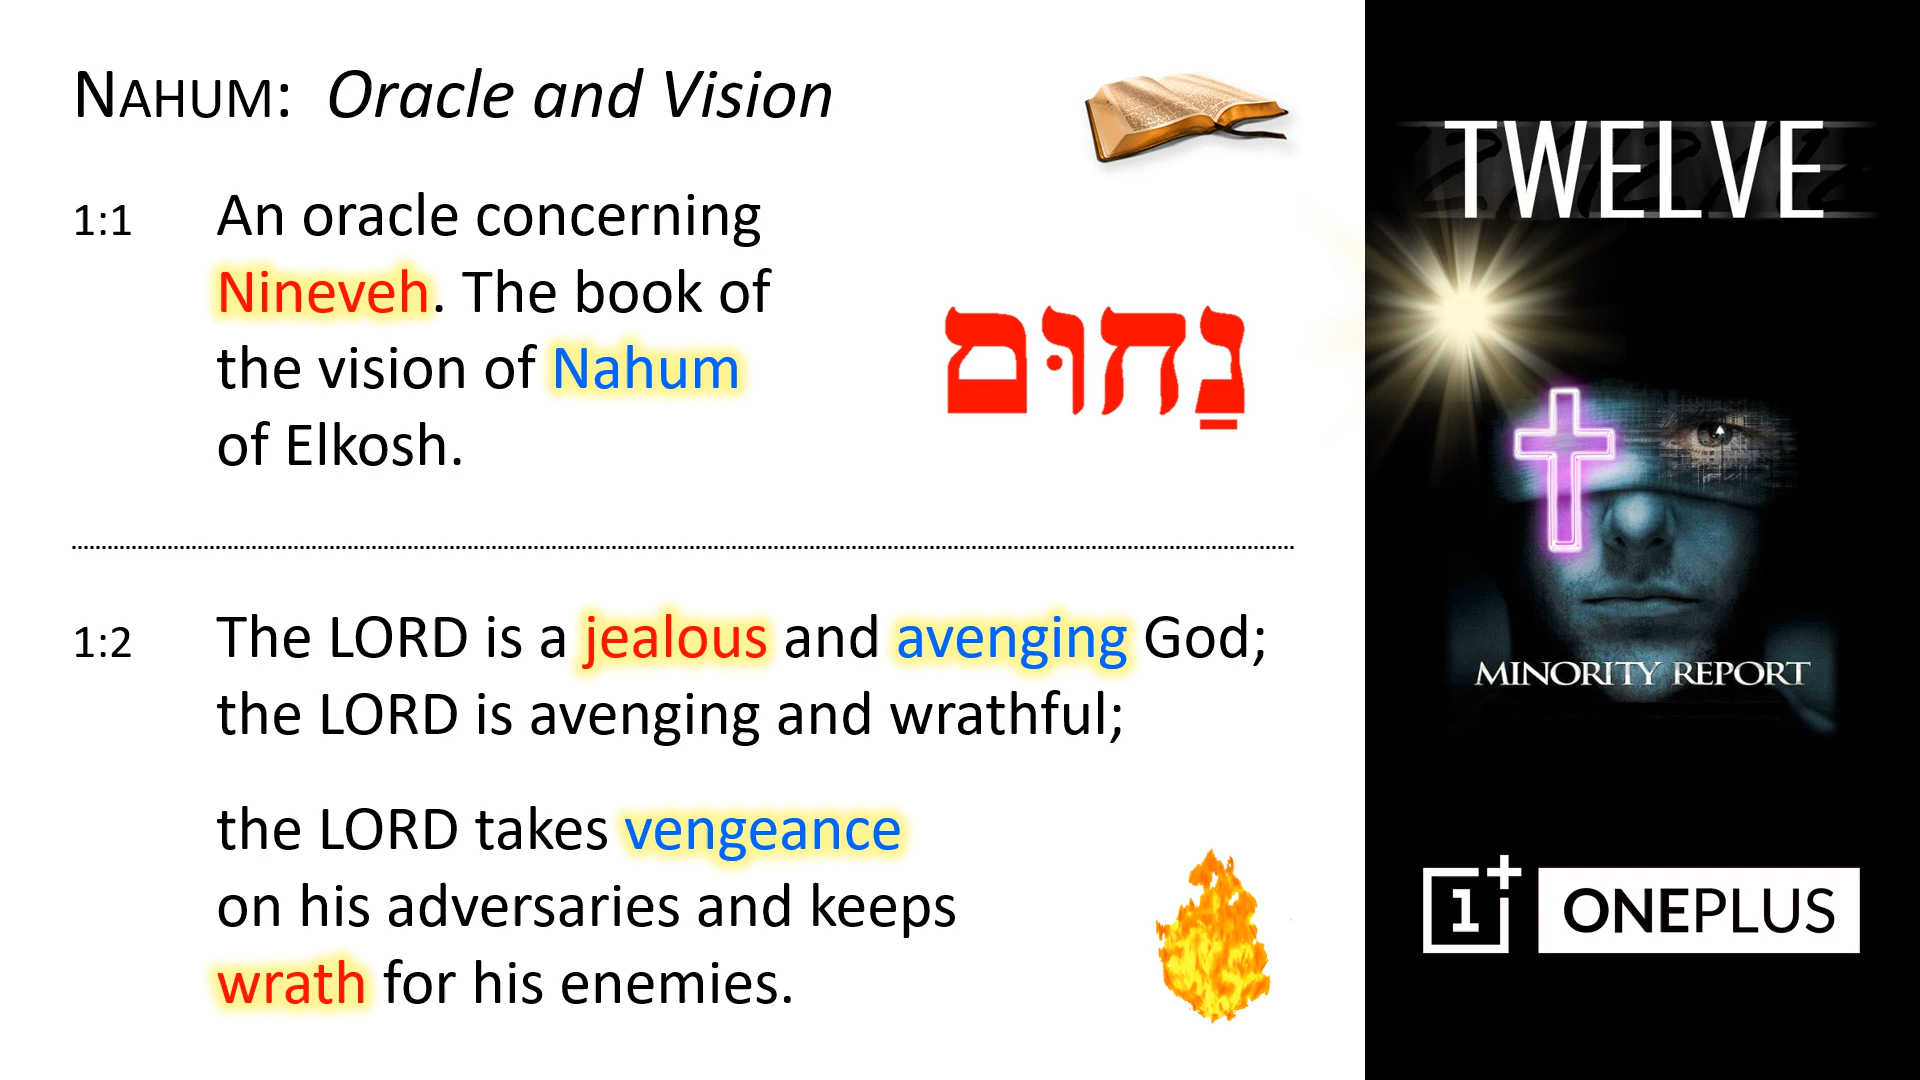 NAHUM: Oracle and Vision
1:1 An oracle concerning
Nineveh. The book of
the vision of Nahum
of Elkosh.
נַחוּם
1:2 The LORD is a jealous and avenging God;
the LORD is avenging and wrathful;
the LORD takes vengeance
on his adversaries and keeps
wrath for his enemies.
TWELVE
MINORITY REPORT
1+ ONEPLUS